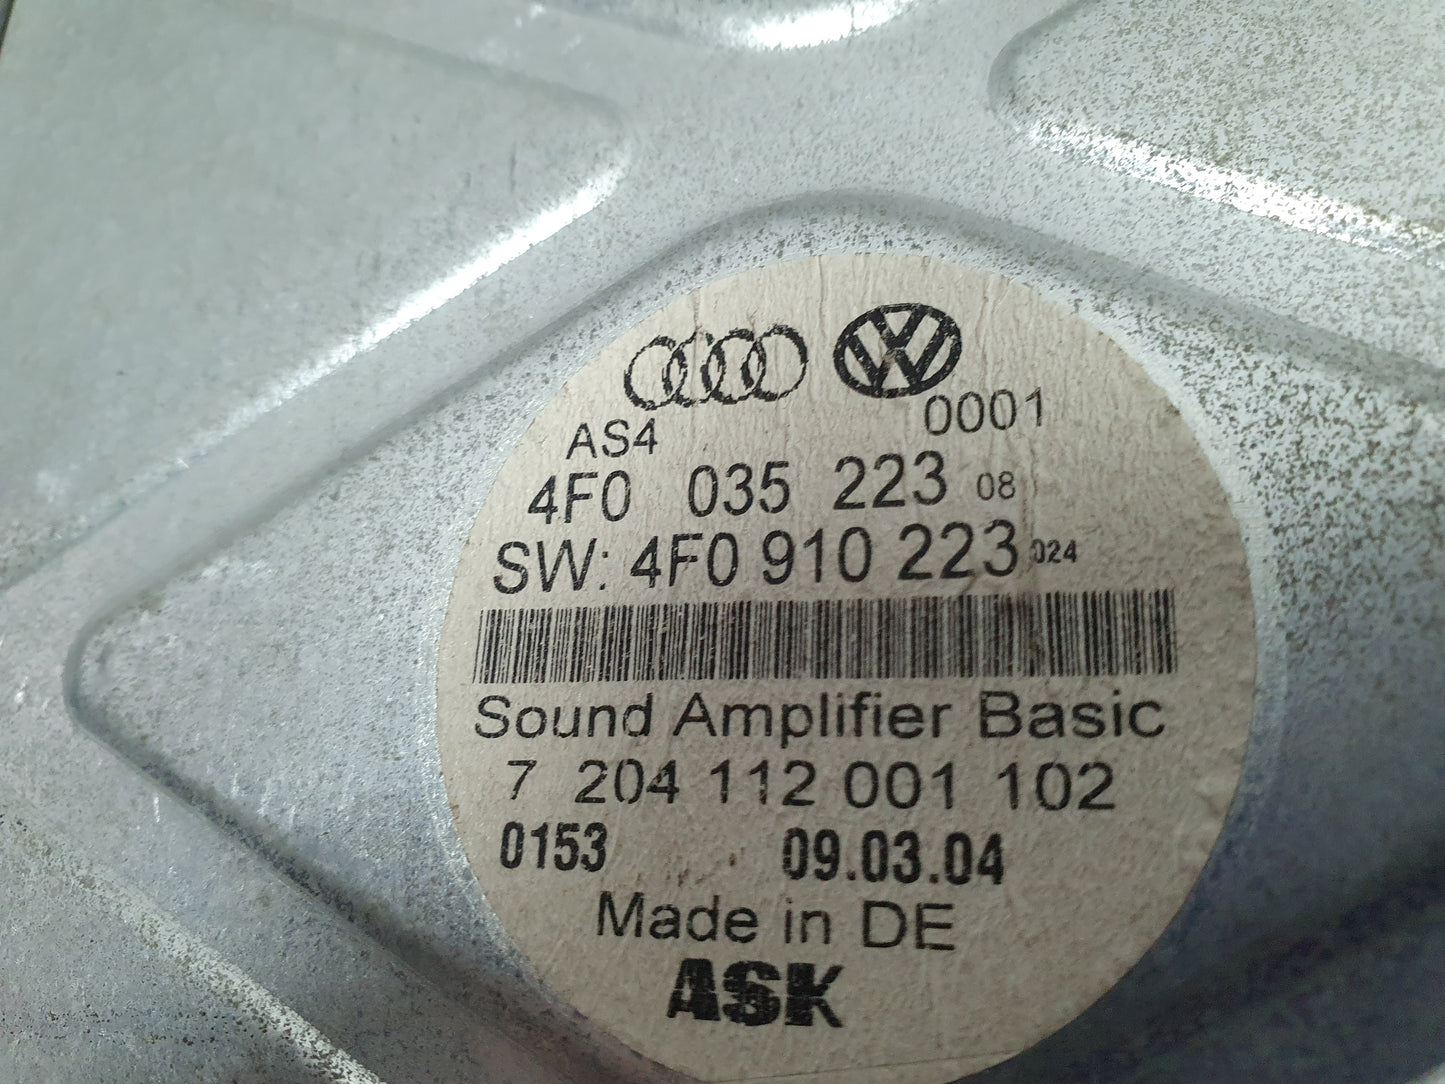 0001
AS4
4F0 035 223 08
SW: 4F0 910 223 024
Sound Amplifier Basic
7 204 112 001 102
0153 09.03.04
Made in DE
ASK